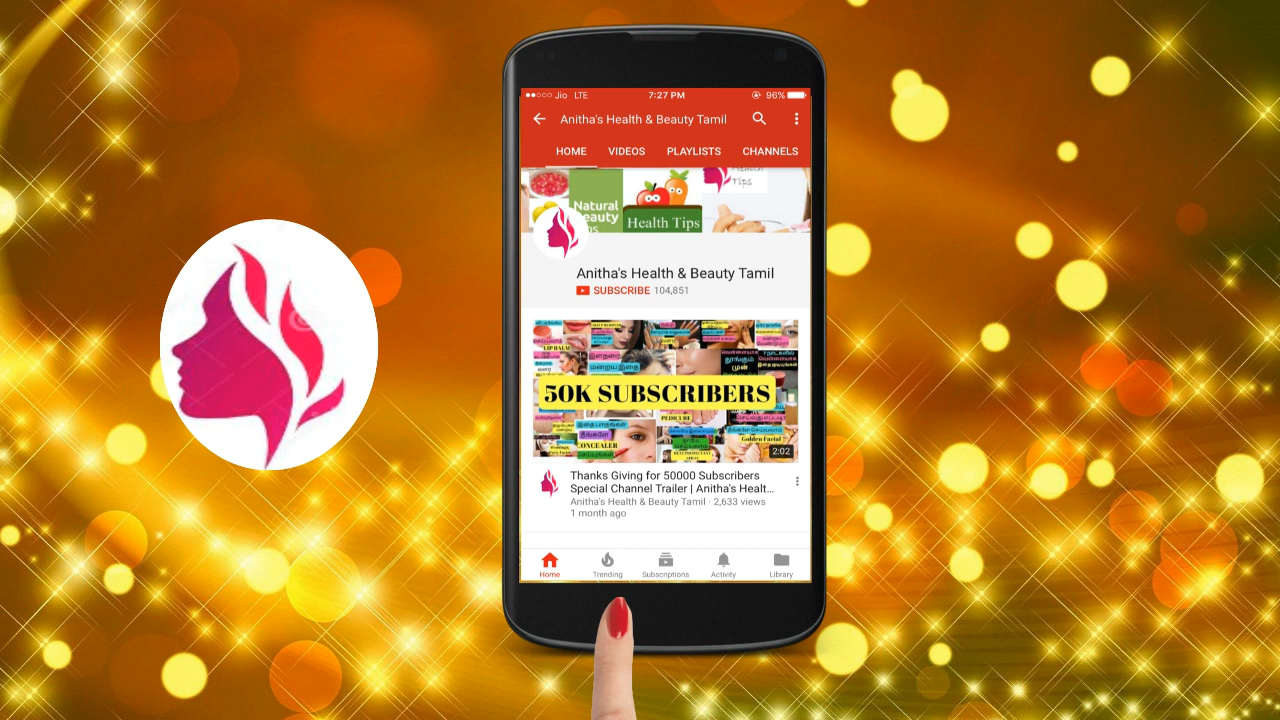 Jio LTE 7:27 PM 96%
Anitha's Health & Beauty Tamil
HOME VIDEOS PLAYLISTS CHANNELS
Tips
Natural
Health Tips
Anitha's Health & Beauty Tamil
SUBSCRIBE 104,851
LIP BALM
மறைய இதை
தூங்கும்
முன்
50K SUBSCRIBERS
PEDICURE
CONCEALER
Golden Facial
2:02
Thanks Giving for 50000 Subscribers
Special Channel Trailer | Anitha's Healt...
Anitha's Health & Beauty Tamil · 2,633 views
1 month ago
Home Trending Subscriptions Activity Library